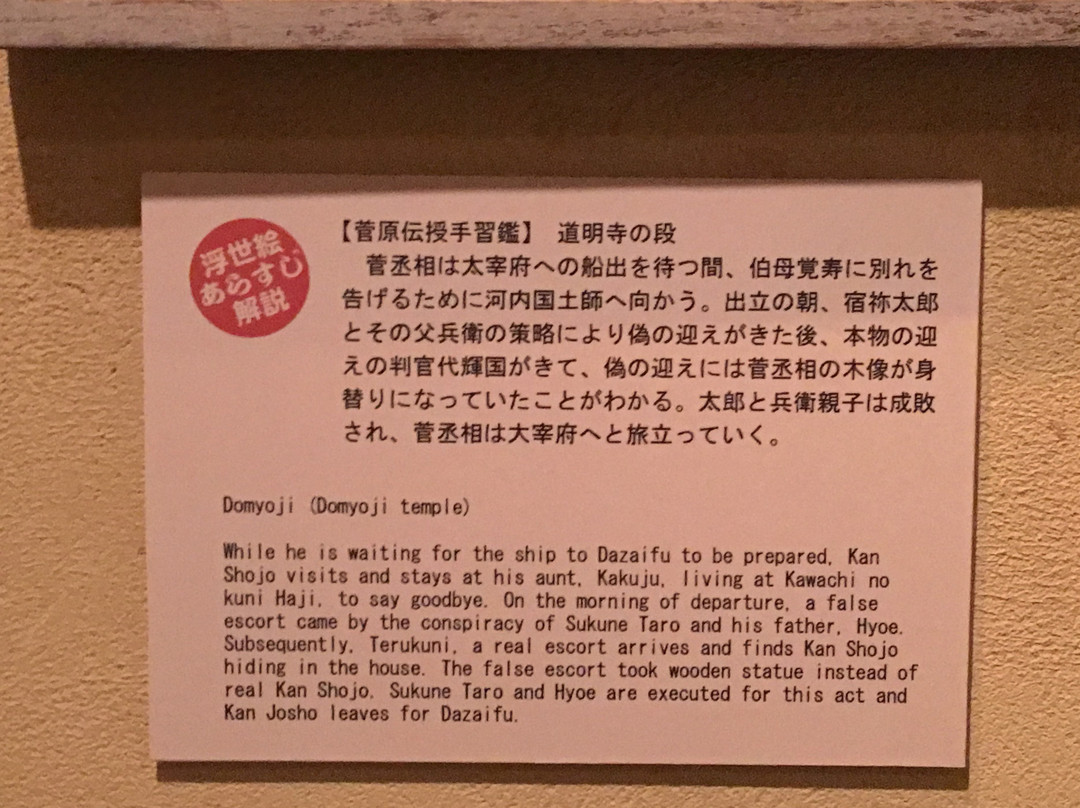 浮世絵
あらすじ
解説
【菅原伝授手習鑑】 道明寺の段
菅丞相は太宰府への船出を待つ間、伯母覚寿に別れを
告げるために河内国土師へ向かう。出立の朝、宿祢太郎
とその父兵衛の策略により偽の迎えがきた後、本物の迎
えの判官代輝国がきて、偽の迎えには菅丞相の木像が身
替りになっていたことがわかる。太郎と兵衛親子は成敗
され、菅丞相は大宰府へと旅立っていく。
Domyoji (Domyoji temple)
While he is waiting for the ship to Dazaifu to be prepared, Kan
Shojo visits and stays at his aunt, Kakuju, living at Kawachi no
kuni Haji, to say goodbye. On the morning of departure, a false
escort came by the conspiracy of Sukune Taro and his father, Hyoe.
Subsequently, Terukuni, a real escort arrives and finds Kan Shojo
hiding in the house. The false escort took wooden statue instead of
real Kan Shojo. Sukune Taro and Hyoe are executed for this act and
Kan Josho leaves for Dazaifu.